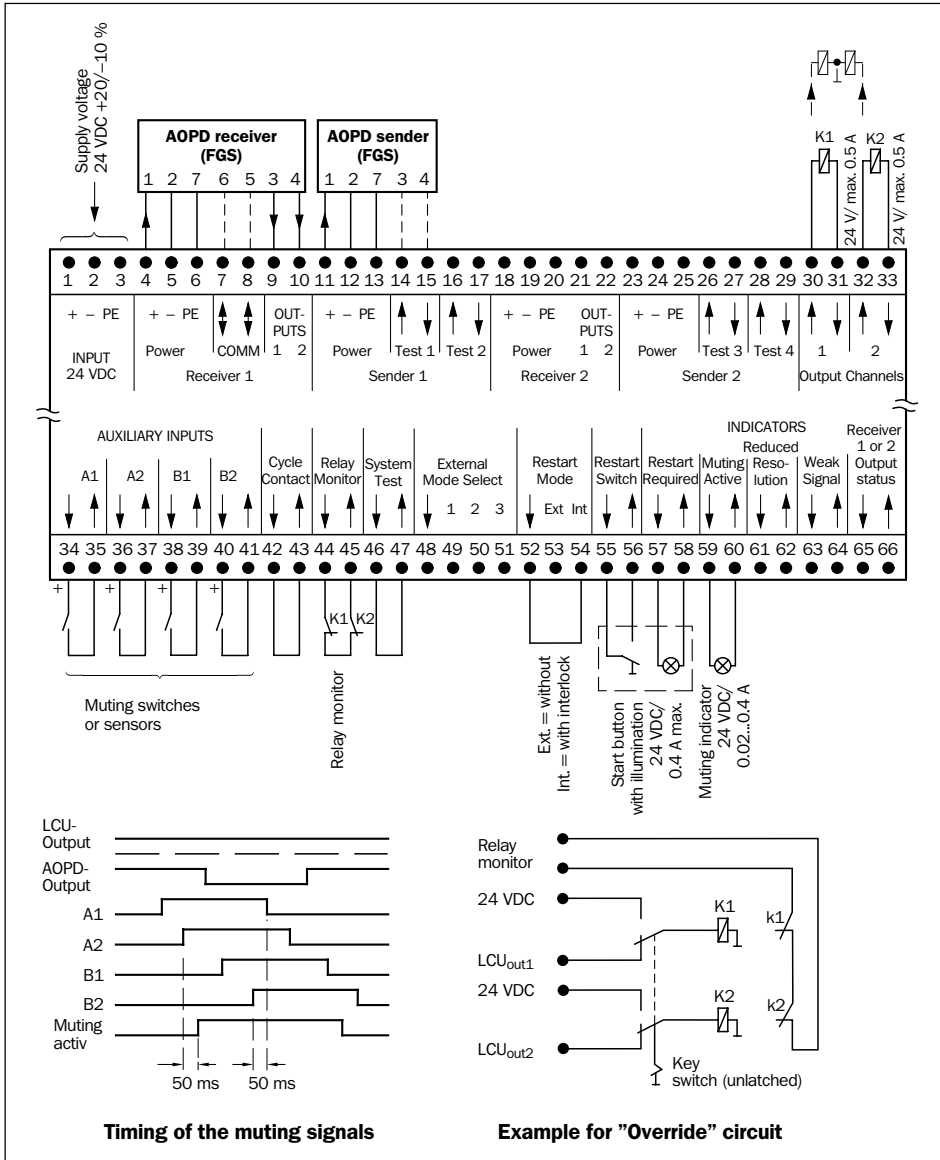 Supply voltage
24 VDC +20/–10 %
AOPD receiver
(FGS)
AOPD sender
(FGS)
1 2 7 6 5 3 4
1 2 7 3 4
K1
24 V/ max. 0.5 A
K2
24 V/ max. 0.5 A
1 2 3 4 5 6 7 8 9 10 11 12 13 14 15 16 17 18 19 20 21 22 23 24 25 26 27 28 29 30 31 32 33
+ – PE
INPUT
24 VDC
+ – PE
Power
COMM
OUT-
PUTS
1 2
Receiver 1
+ – PE
Power
Test 1
Test 2
Sender 1
+ – PE
Power
OUT-
PUTS
1 2
Receiver 2
+ – PE
Power
Test 3
Test 4
Sender 2
1
2
Output Channels
AUXILIARY INPUTS
A1
A2
B1
B2
Cycle
Contact
Relay
Monitor
System
Test
External
Mode Select
1 2 3
Restart
Mode
Ext Int
Restart
Switch
INDICATORS
Restart
Required
Muting
Active
Reduced
Reso-
lution
Weak
Signal
Receiver
1 or 2
Output
status
34 35 36 37 38 39 40 41 42 43 44 45 46 47 48 49 50 51 52 53 54 55 56 57 58 59 60 61 62 63 64 65 66
+ + + +
K1 K2
Muting switches
or sensors
Relay monitor
Ext. = without
Int. = with interlock
Start button
with illumination
24 VDC/
0.4 A max.
Muting indicator
24 VDC/
0.02...0.4 A
LCU-
Output
AOPD-
Output
A1
A2
B1
B2
Muting
activ
50 ms
50 ms
Timing of the muting signals
Relay
monitor
24 VDC
K1
k1
LCUout1
24 VDC
K2
k2
LCUout2
Key
switch (unlatched)
Example for ”Override” circuit